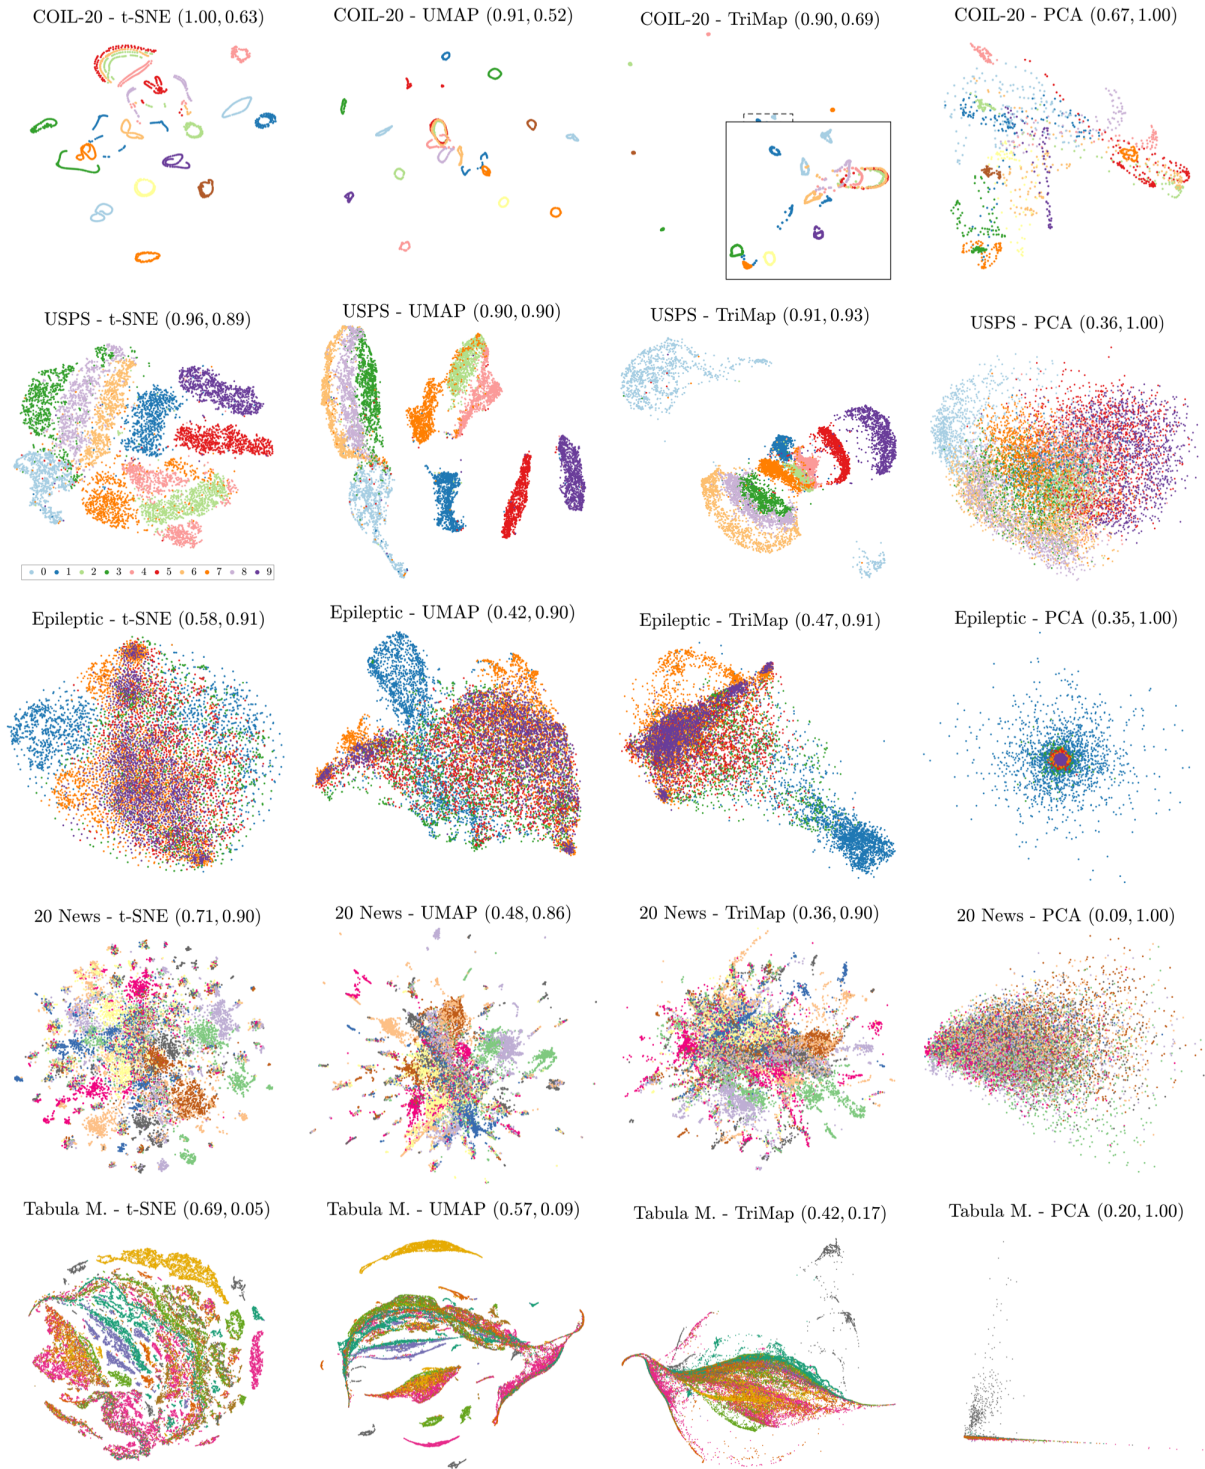 COIL-20 - t-SNE (1.00, 0.63)
COIL-20 - UMAP (0.91, 0.52)
COIL-20 - TriMap (0.90, 0.69)
COIL-20 - PCA (0.67, 1.00)
USPS - t-SNE (0.96, 0.89)
USPS - UMAP (0.90, 0.90)
USPS - TriMap (0.91, 0.93)
USPS - PCA (0.36, 1.00)
0 1 2 3 4 5 6 7 8 9
Epileptic - t-SNE (0.58, 0.91)
Epileptic - UMAP (0.42, 0.90)
Epileptic - TriMap (0.47, 0.91)
Epileptic - PCA (0.35, 1.00)
20 News - t-SNE (0.71, 0.90)
20 News - UMAP (0.48, 0.86)
20 News - TriMap (0.36, 0.90)
20 News - PCA (0.09, 1.00)
Tabula M. - t-SNE (0.69, 0.05)
Tabula M. - UMAP (0.57, 0.09)
Tabula M. - TriMap (0.42, 0.17)
Tabula M. - PCA (0.20, 1.00)